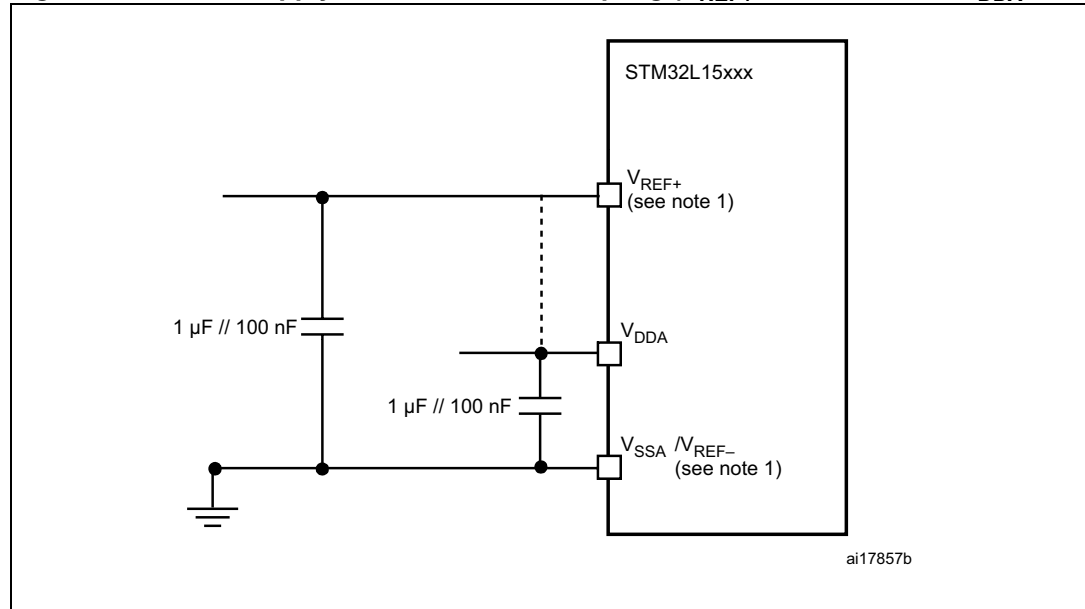 STM32L15xxx
VREF+
(see note 1)
1 µF // 100 nF
VDDA
1 µF // 100 nF
VSSA /VREF–
(see note 1)
ai17857b